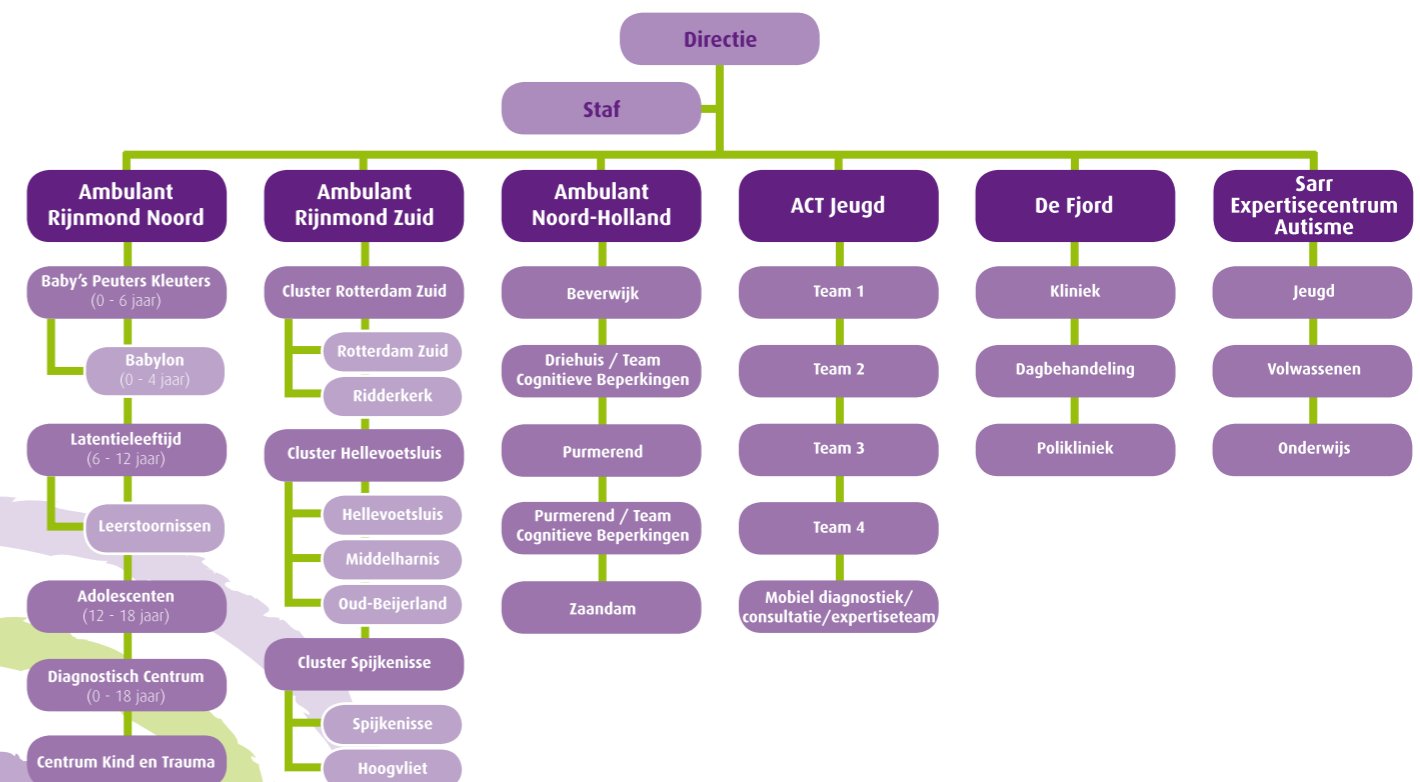 Directie
Staf
Ambulant
Rijnmond Noord
Baby's Peuters Kleuters
(0 - 6 jaar)
Babylon
(0 - 4 jaar)
Latentieleeftijd
(6 - 12 jaar)
Leerstoornissen
Adolescenten
(12 - 18 jaar)
Diagnostisch Centrum
(0 - 18 jaar)
Centrum Kind en Trauma
Ambulant
Rijnmond Zuid
Cluster Rotterdam Zuid
Rotterdam Zuid
Ridderkerk
Cluster Hellevoetsluis
Hellevoetsluis
Middelharnis
Oud-Beijerland
Cluster Spijkenisse
Spijkenisse
Hoogvliet
Ambulant
Noord-Holland
Beverwijk
Driehuis / Team
Cognitieve Beperkingen
Purmerend
Purmerend / Team
Cognitieve Beperkingen
Zaandam
ACT Jeugd
Team 1
Team 2
Team 3
Team 4
Mobiel diagnostiek/
consultatie/expertiseteam
De Fjord
Kliniek
Dagbehandeling
Polikliniek
Sarr
Expertisecentrum
Autisme
Jeugd
Volwassenen
Onderwijs